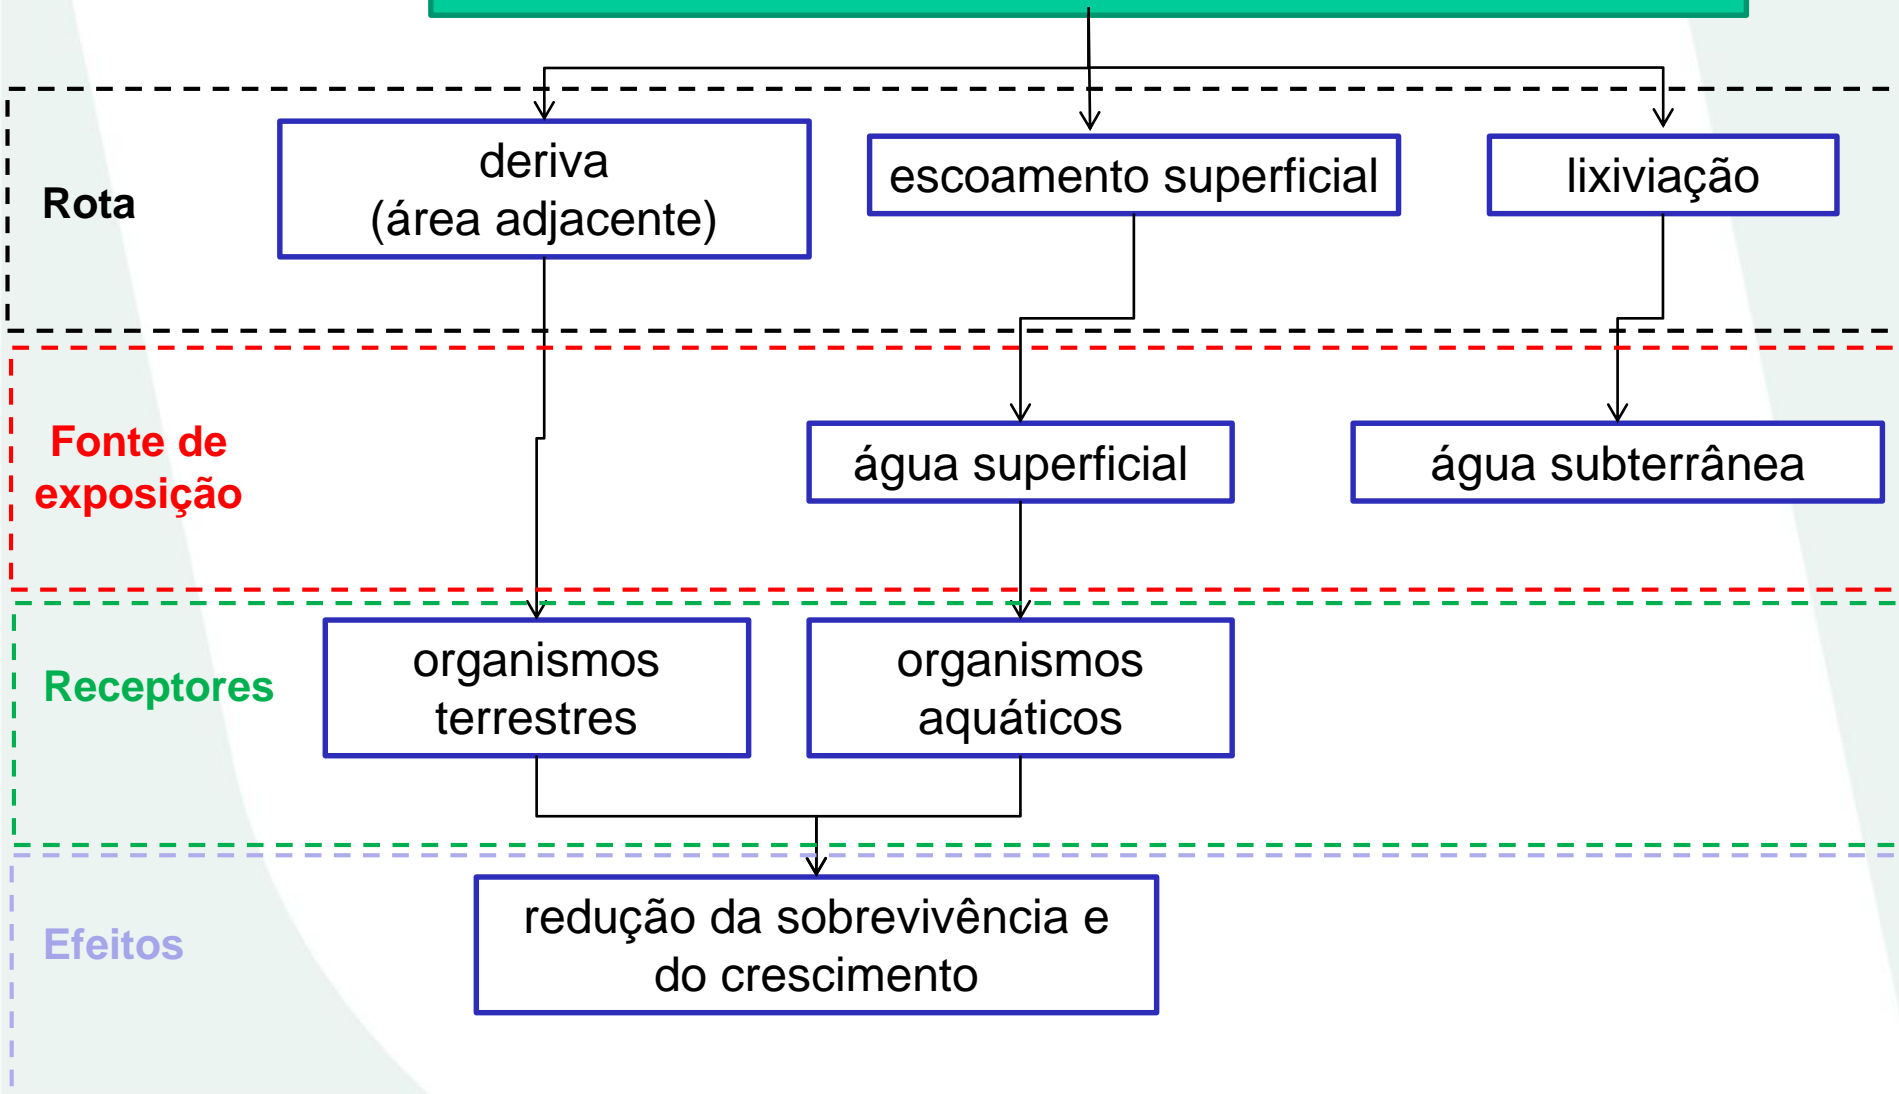 Rota
deriva
(área adjacente)
escoamento superficial
lixiviação
Fonte de
exposição
água superficial
água subterrânea
Receptores
organismos
terrestres
organismos
aquáticos
Efeitos
redução da sobrevivência e
do crescimento